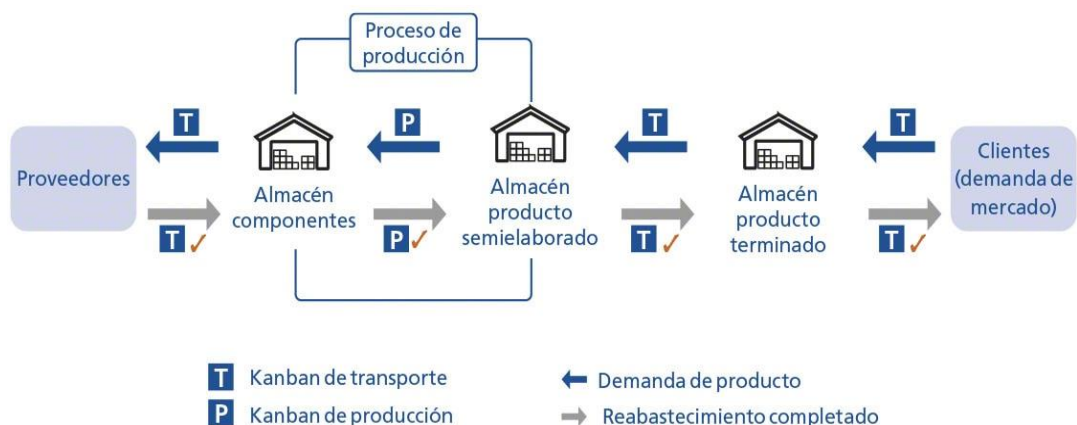 Proceso de
producción
T
P
T
T
Proveedores
Almacén
componentes
Almacén
producto
semielaborado
Almacén
producto
terminado
Clientes
(demanda de
mercado)
T
P
T
T
T Kanban de transporte
Demanda de producto
P Kanban de producción
Reabastecimiento completado